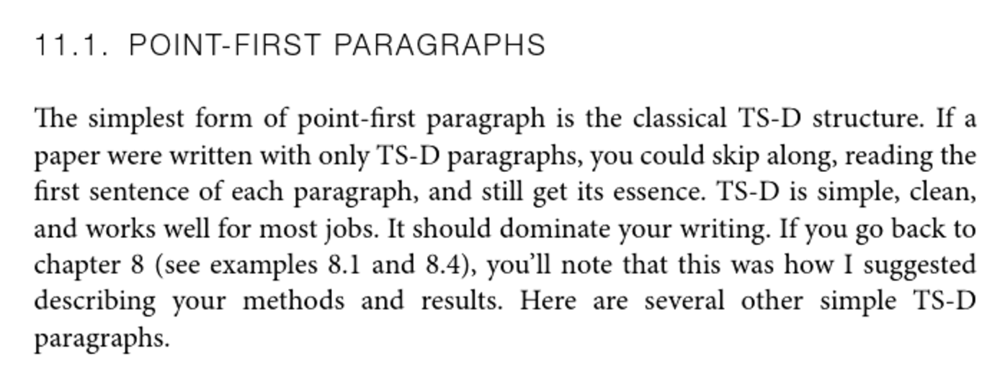 11.1. POINT-FIRST PARAGRAPHS
The simplest form of point-first paragraph is the classical TS-D structure. If a
paper were written with only TS-D paragraphs, you could skip along, reading the
first sentence of each paragraph, and still get its essence. TS-D is simple, clean,
and works well for most jobs. It should dominate your writing. If you go back to
chapter 8 (see examples 8.1 and 8.4), you’ll note that this was how I suggested
describing your methods and results. Here are several other simple TS-D
paragraphs.